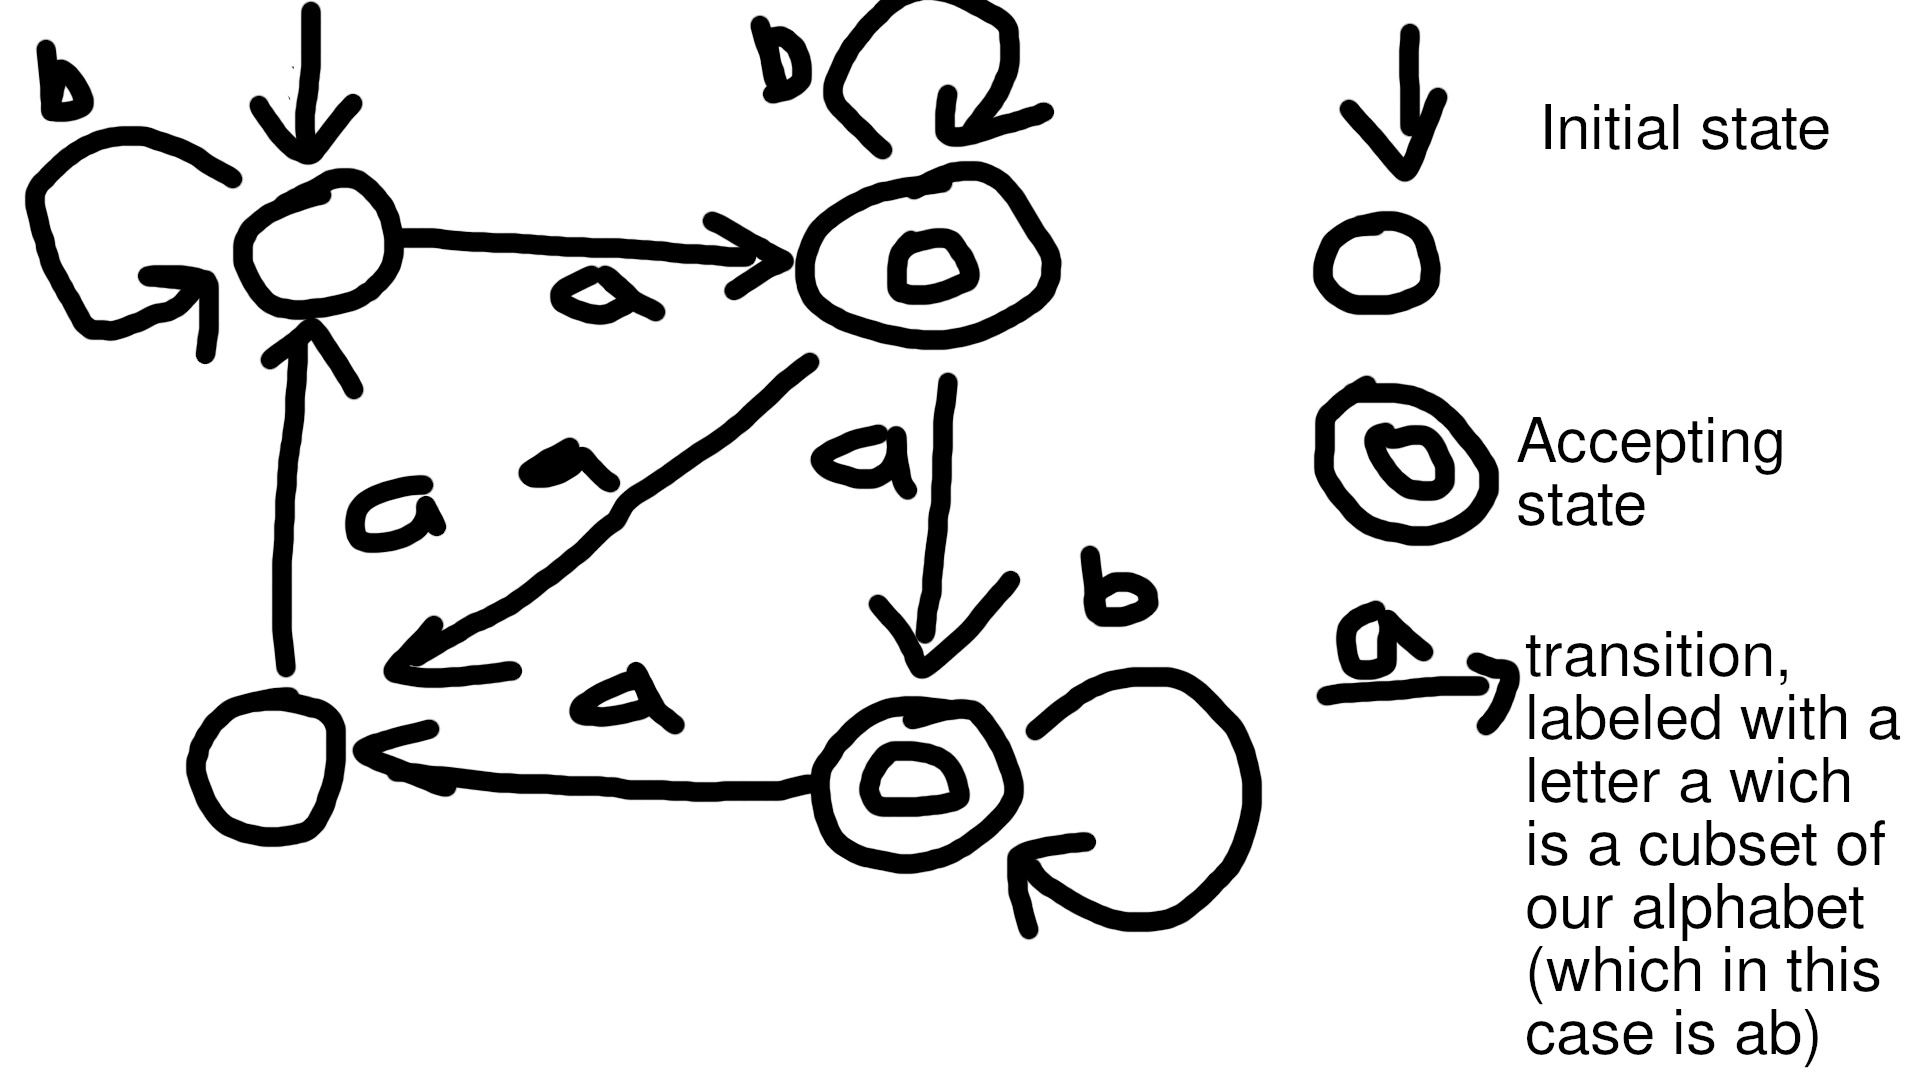 b
b
Initial state
a
Accepting
state
a
a
a
b
a
a
transition,
labeled with a
letter a wich
is a cubset of
our alphabet
(which in this
case is ab)